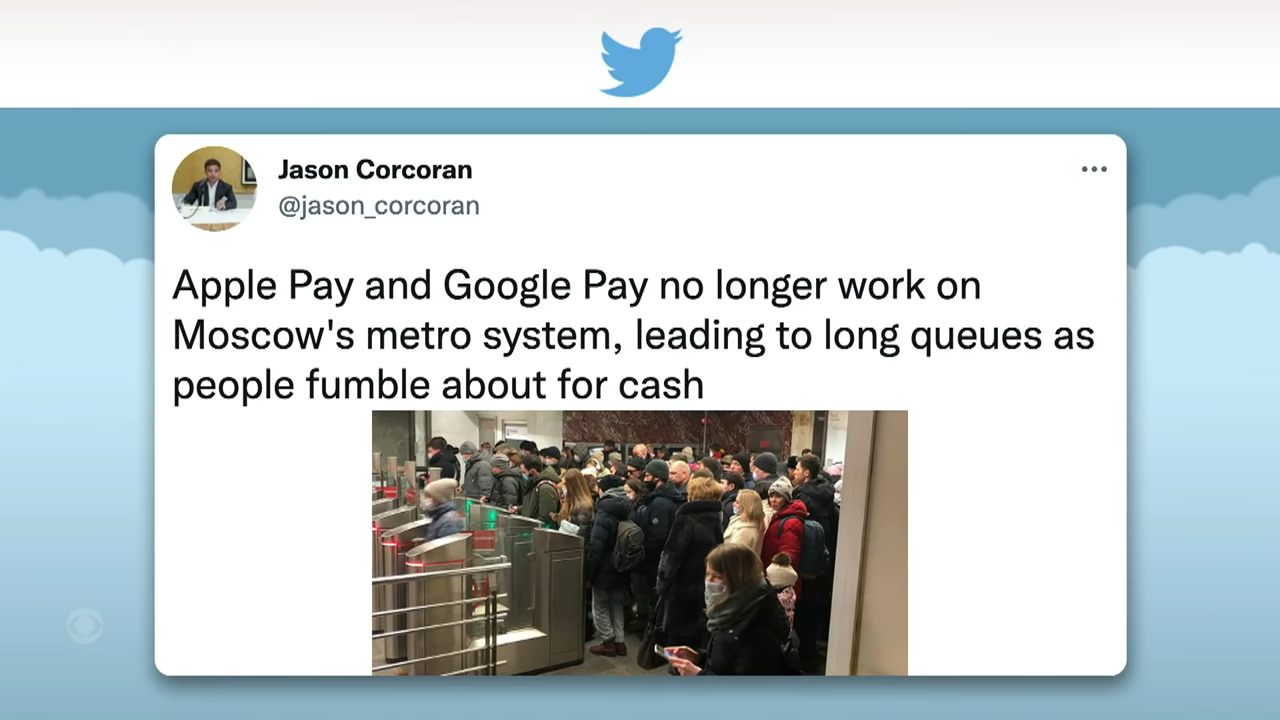 Jason Corcoran
@jason_corcoran
Apple Pay and Google Pay no longer work on
Moscow's metro system, leading to long queues as
people fumble about for cash